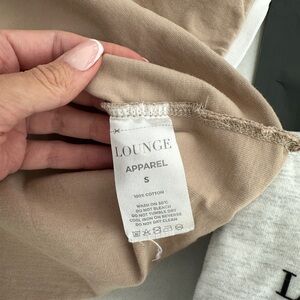 LOUNGE
APPAREL
S
100% COTTON
WASH ON 30°C
DO NOT BLEACH
DO NOT TUMBLE DRY
COOL IRON ON REVERSE
DO NOT DRY CLEAN
L